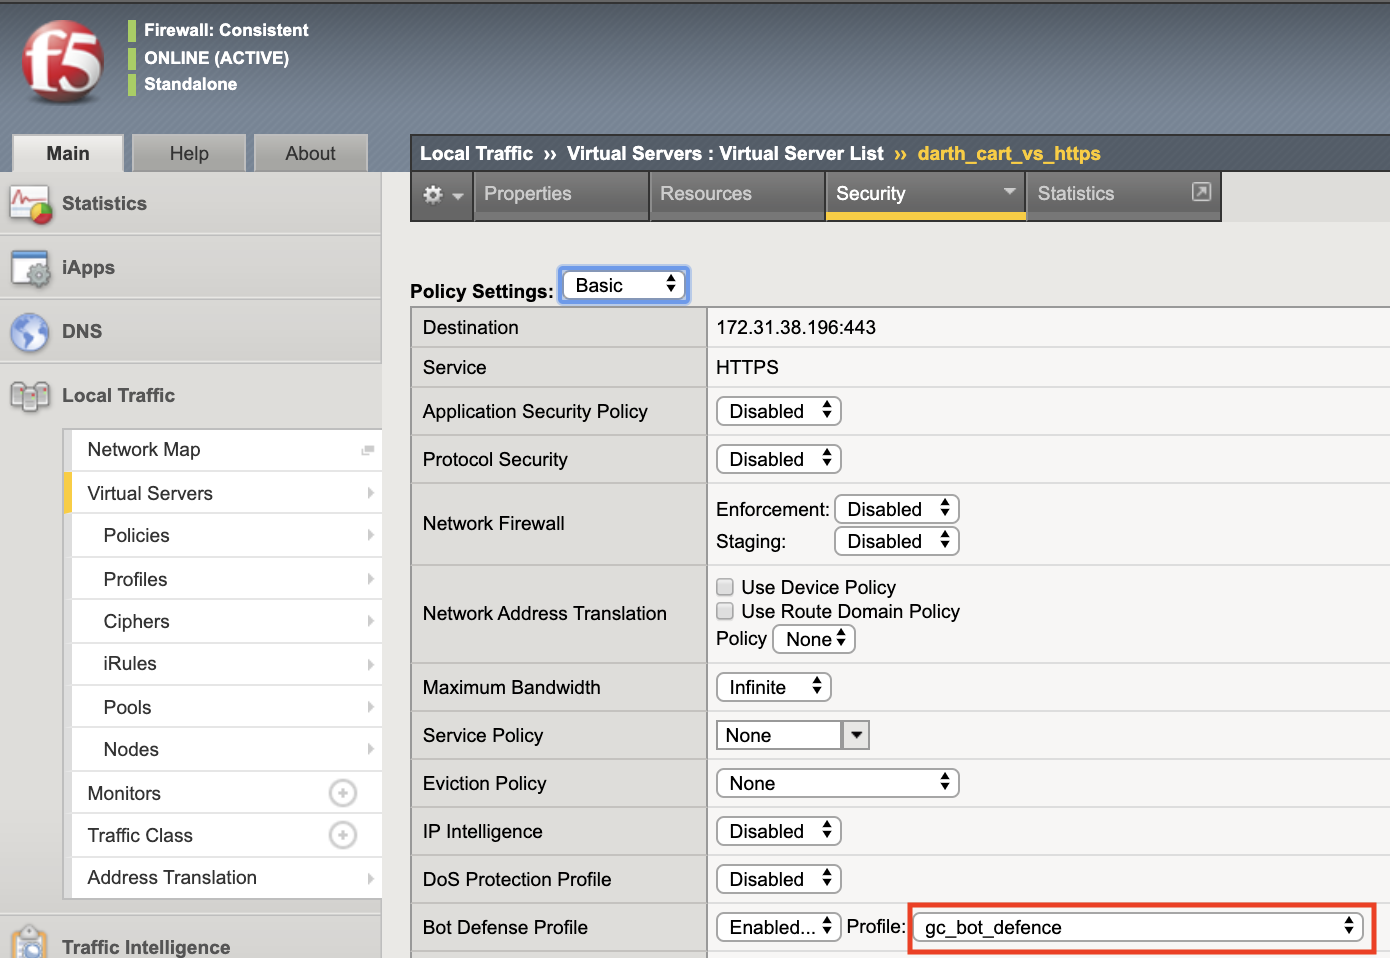 f5
Firewall: Consistent
ONLINE (ACTIVE)
Standalone
Main
Help
About
Local Traffic ›› Virtual Servers : Virtual Server List ›› darth_cart_vs_https
Properties
Resources
Security
Statistics
Statistics
iApps
DNS
Local Traffic
Network Map
Virtual Servers
Policies
Profiles
Ciphers
iRules
Pools
Nodes
Monitors
Traffic Class
Address Translation
Traffic Intelligence
Policy Settings: Basic
Destination 172.31.38.196:443
Service HTTPS
Application Security Policy Disabled
Protocol Security Disabled
Network Firewall
Enforcement: Disabled
Staging: Disabled
Network Address Translation
Use Device Policy
Use Route Domain Policy
Policy None
Maximum Bandwidth Infinite
Service Policy None
Eviction Policy None
IP Intelligence Disabled
DoS Protection Profile Disabled
Bot Defense Profile Enabled... Profile: gc_bot_defence